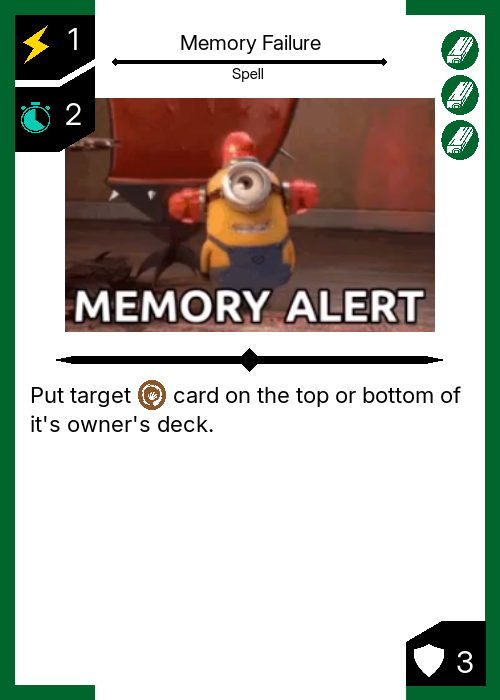 1
Memory Failure
Spell
2
MEMORY ALERT
Put target card on the top or bottom of
it's owner's deck.
3